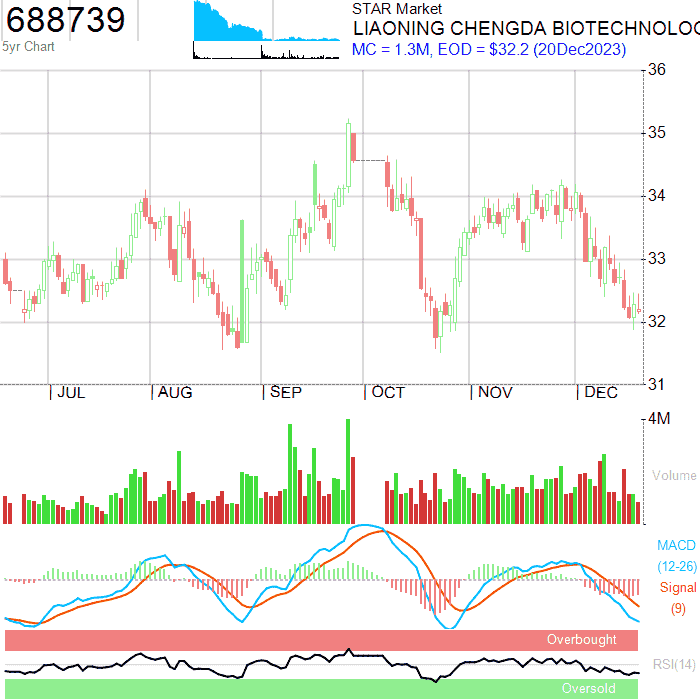 688739
5yr Chart
STAR Market
LIAONING CHENGDA BIOTECHNOLOG
MC = 1.3M, EOD = $32.2 (20Dec2023)
36
35
34
33
32
31
JUL AUG SEP OCT NOV DEC
4M
Volume
MACD
(12-26)
Signal
(9)
Overbought
RSI(14)
Oversold